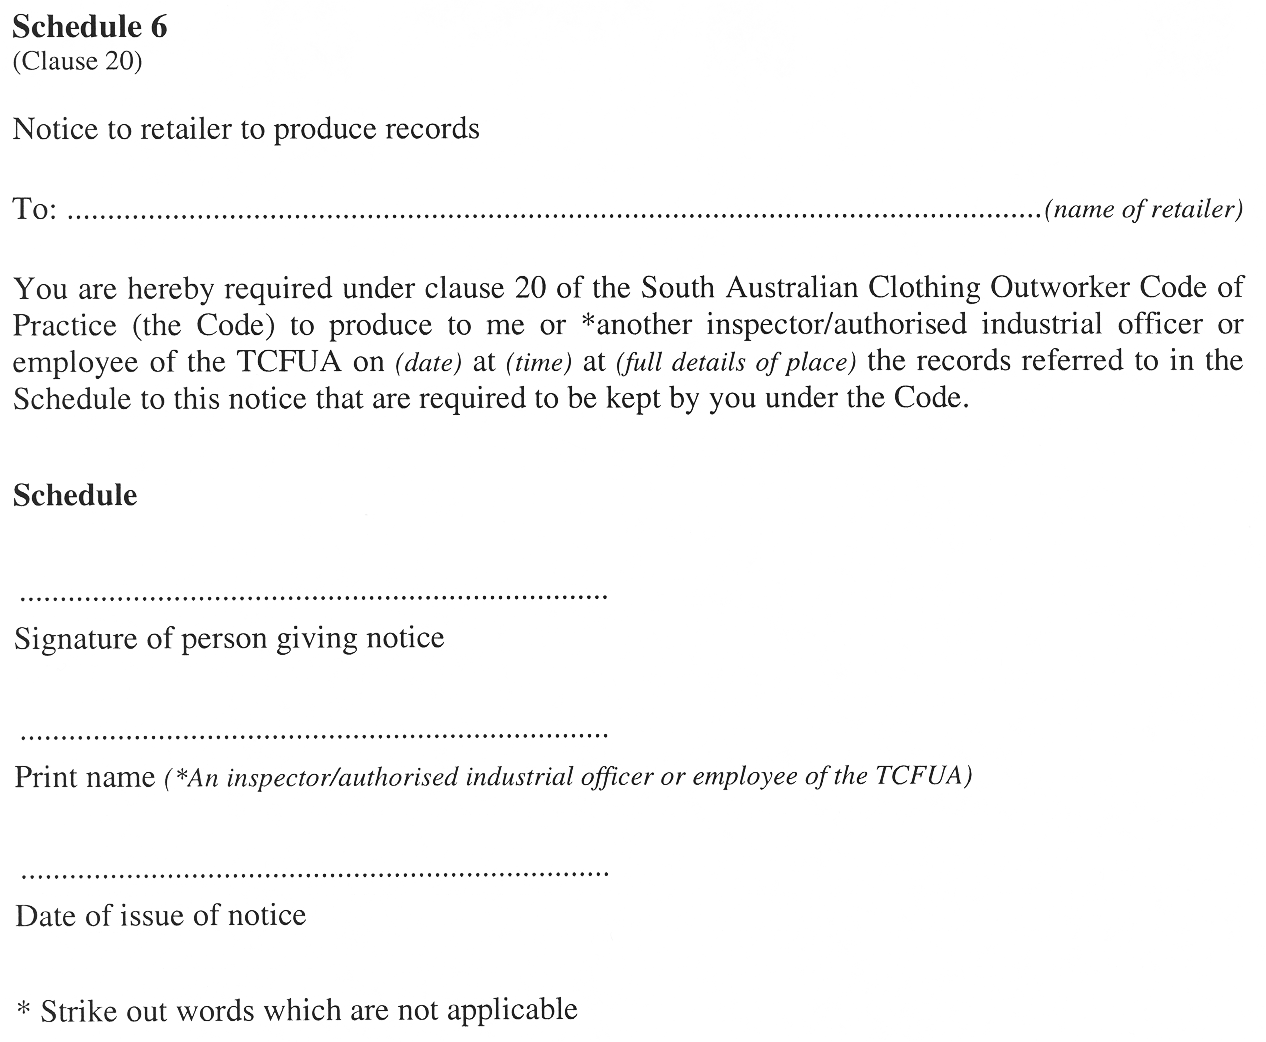 Schedule 6
(Clause 20)
Notice to retailer to produce records
To: ........................................................................................................................(name of retailer)
You are hereby required under clause 20 of the South Australian Clothing Outworker Code of
Practice (the Code) to produce to me or *another inspector/authorised industrial officer or
employee of the TCFUA on (date) at (time) at (full details of place) the records referred to in the
Schedule to this notice that are required to be kept by you under the Code.
Schedule
........................................................................
Signature of person giving notice
........................................................................
Print name (*An inspector/authorised industrial officer or employee of the TCFUA)
........................................................................
Date of issue of notice
* Strike out words which are not applicable